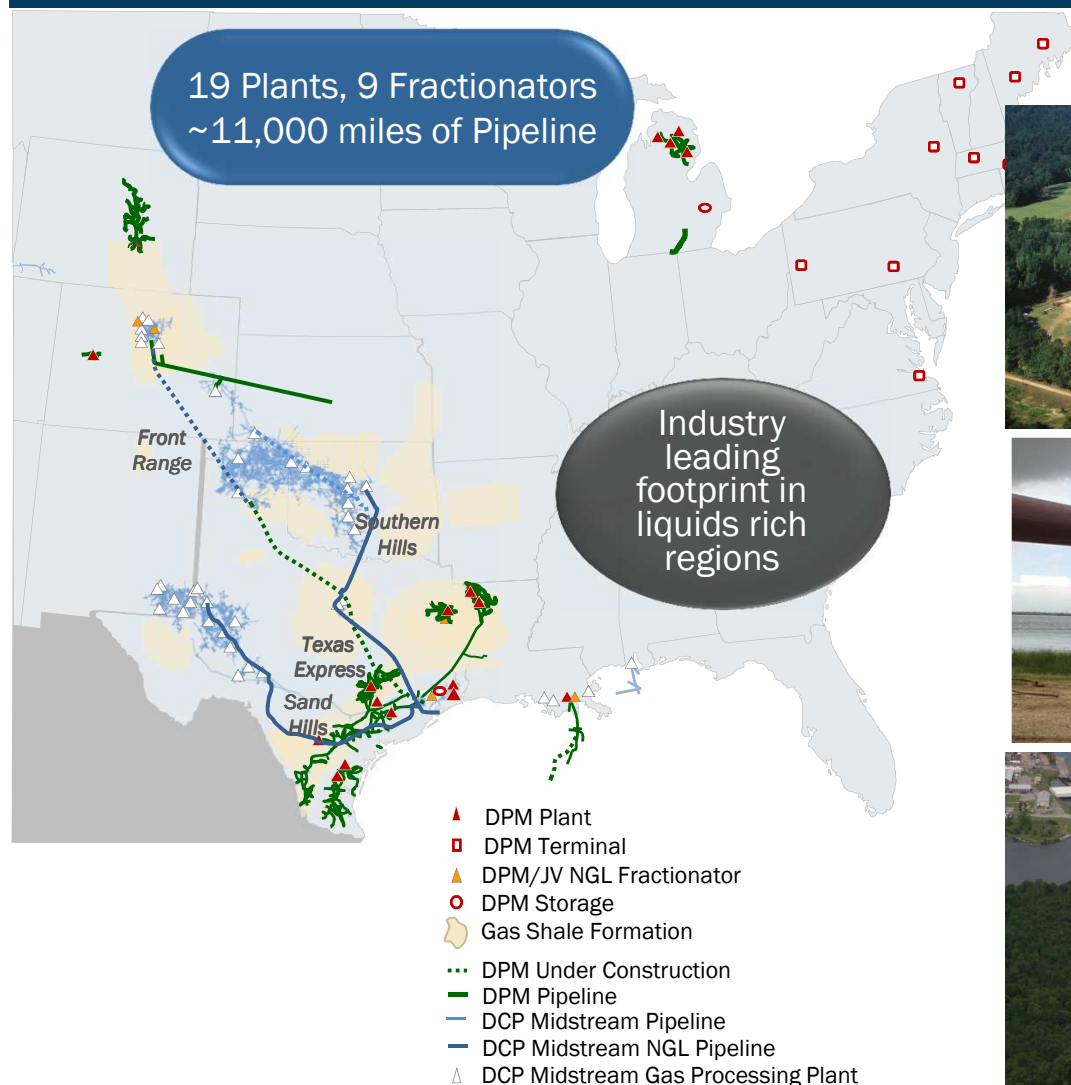 19 Plants, 9 Fractionators
~11,000 miles of Pipeline
Front
Range
Southern
Hills
Industry
leading
footprint in
liquids rich
regions
Texas
Express
Sand
Hills
DPM Plant
DPM Terminal
DPM/JV NGL Fractionator
DPM Storage
Gas Shale Formation
DPM Under Construction
DPM Pipeline
DCP Midstream Pipeline
DCP Midstream NGL Pipeline
DCP Midstream Gas Processing Plant